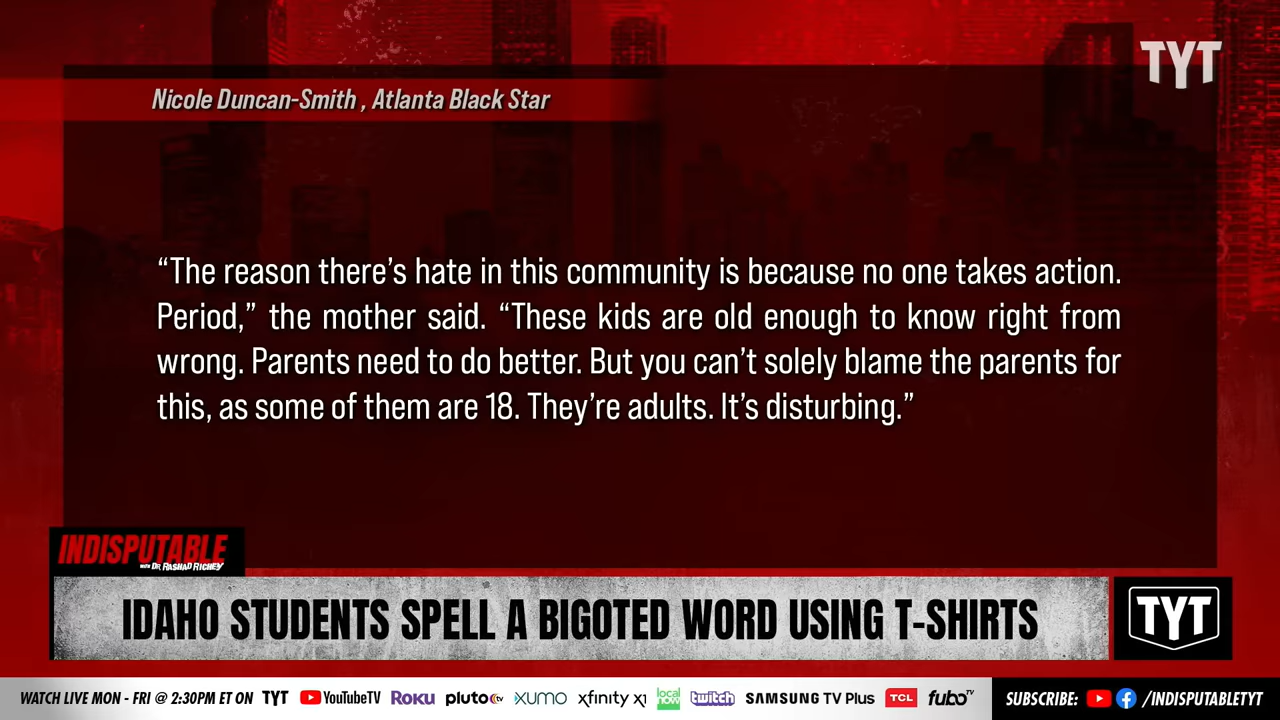 TYT
Nicole Duncan-Smith , Atlanta Black Star
“The reason there’s hate in this community is because no one takes action.
Period,” the mother said. “These kids are old enough to know right from
wrong. Parents need to do better. But you can’t solely blame the parents for
this, as some of them are 18. They’re adults. It’s disturbing.”
INDISPUTABLE
WITH DR. RASHAD RICHEY
IDAHO STUDENTS SPELL A BIGOTED WORD USING T-SHIRTS
TYT
WATCH LIVE MON - FRI @ 2:30PM ET ON TYT YouTubeTV ROKU pluto tv XUMO xfinity x1 local now twitch SAMSUNG TV Plus TCL fubo TV SUBSCRIBE: /INDISPUTABLETYT